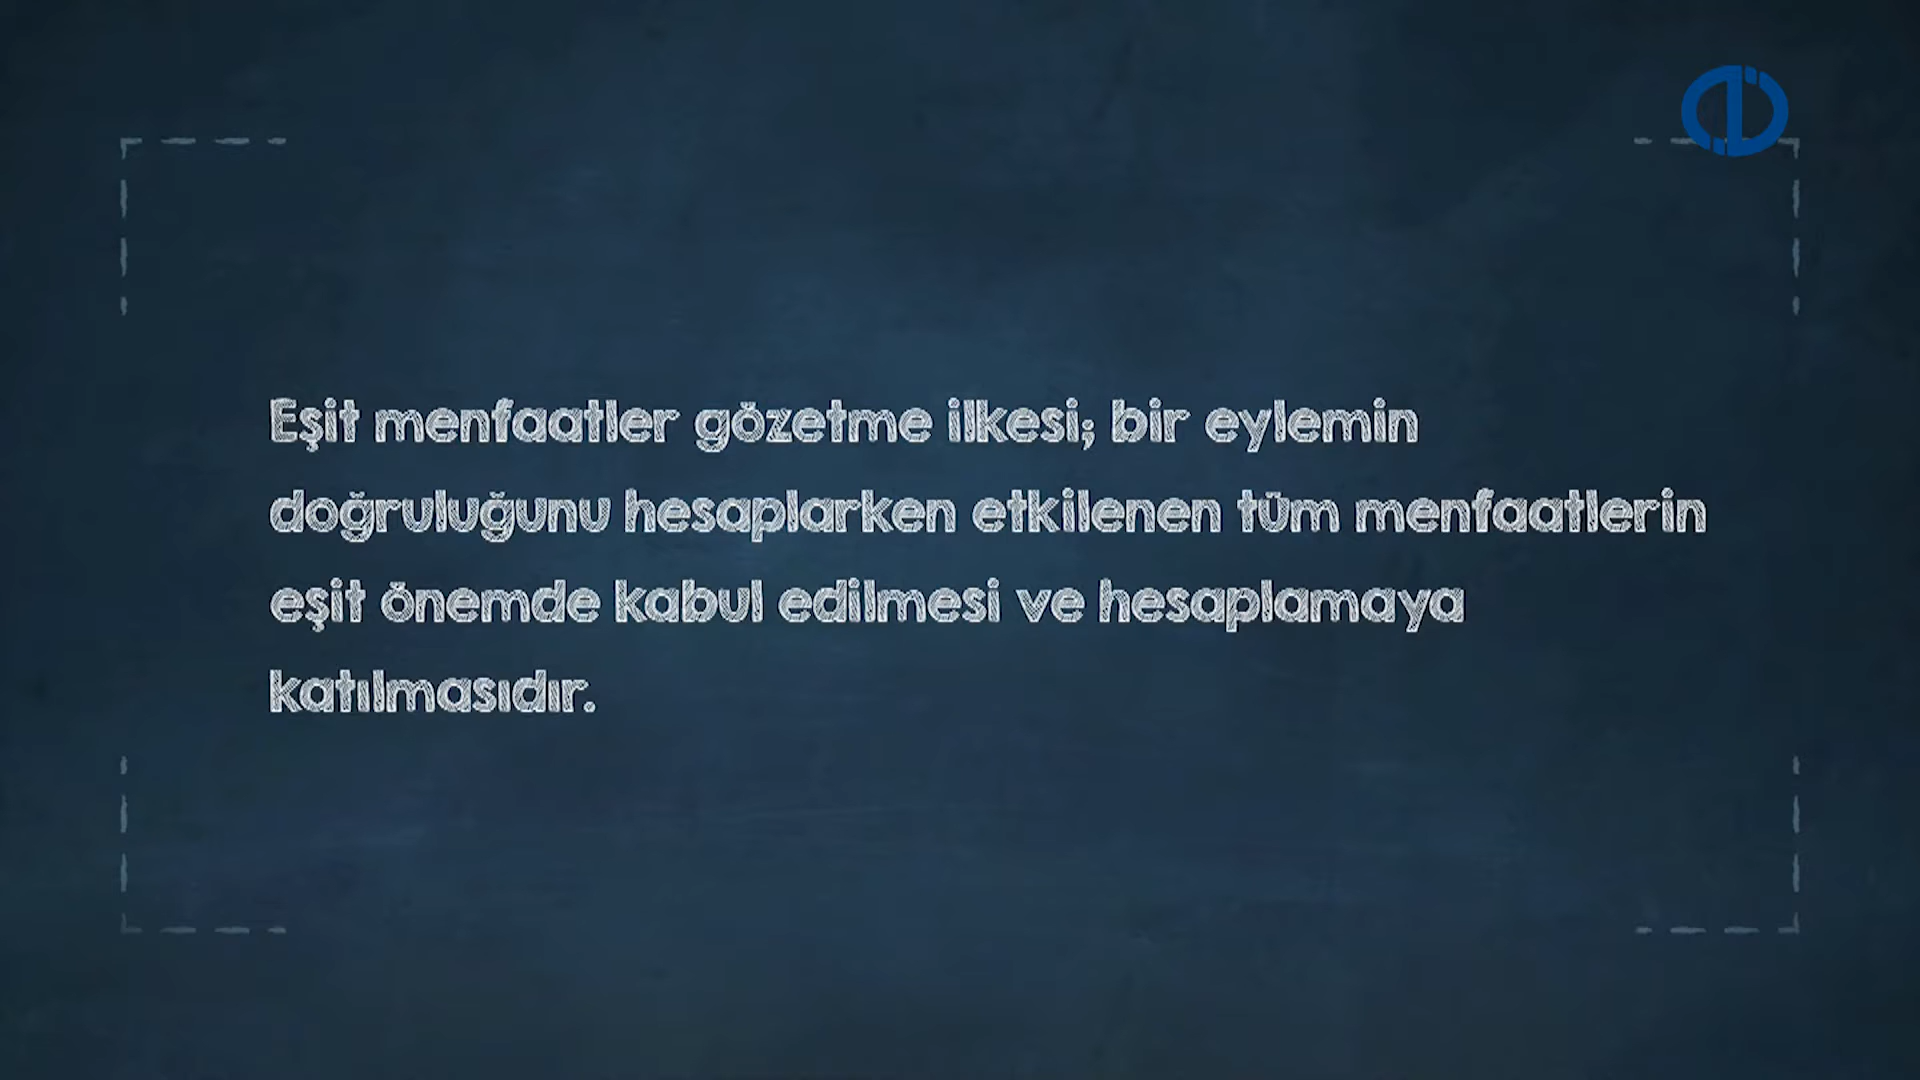 Eşit menfaatler gözetme ilkesi; bir eylemin
doğruluğunu hesaplarken etkilenen tüm menfaatlerin
eşit önemde kabul edilmesi ve hesaplamaya
katılmasıdır.